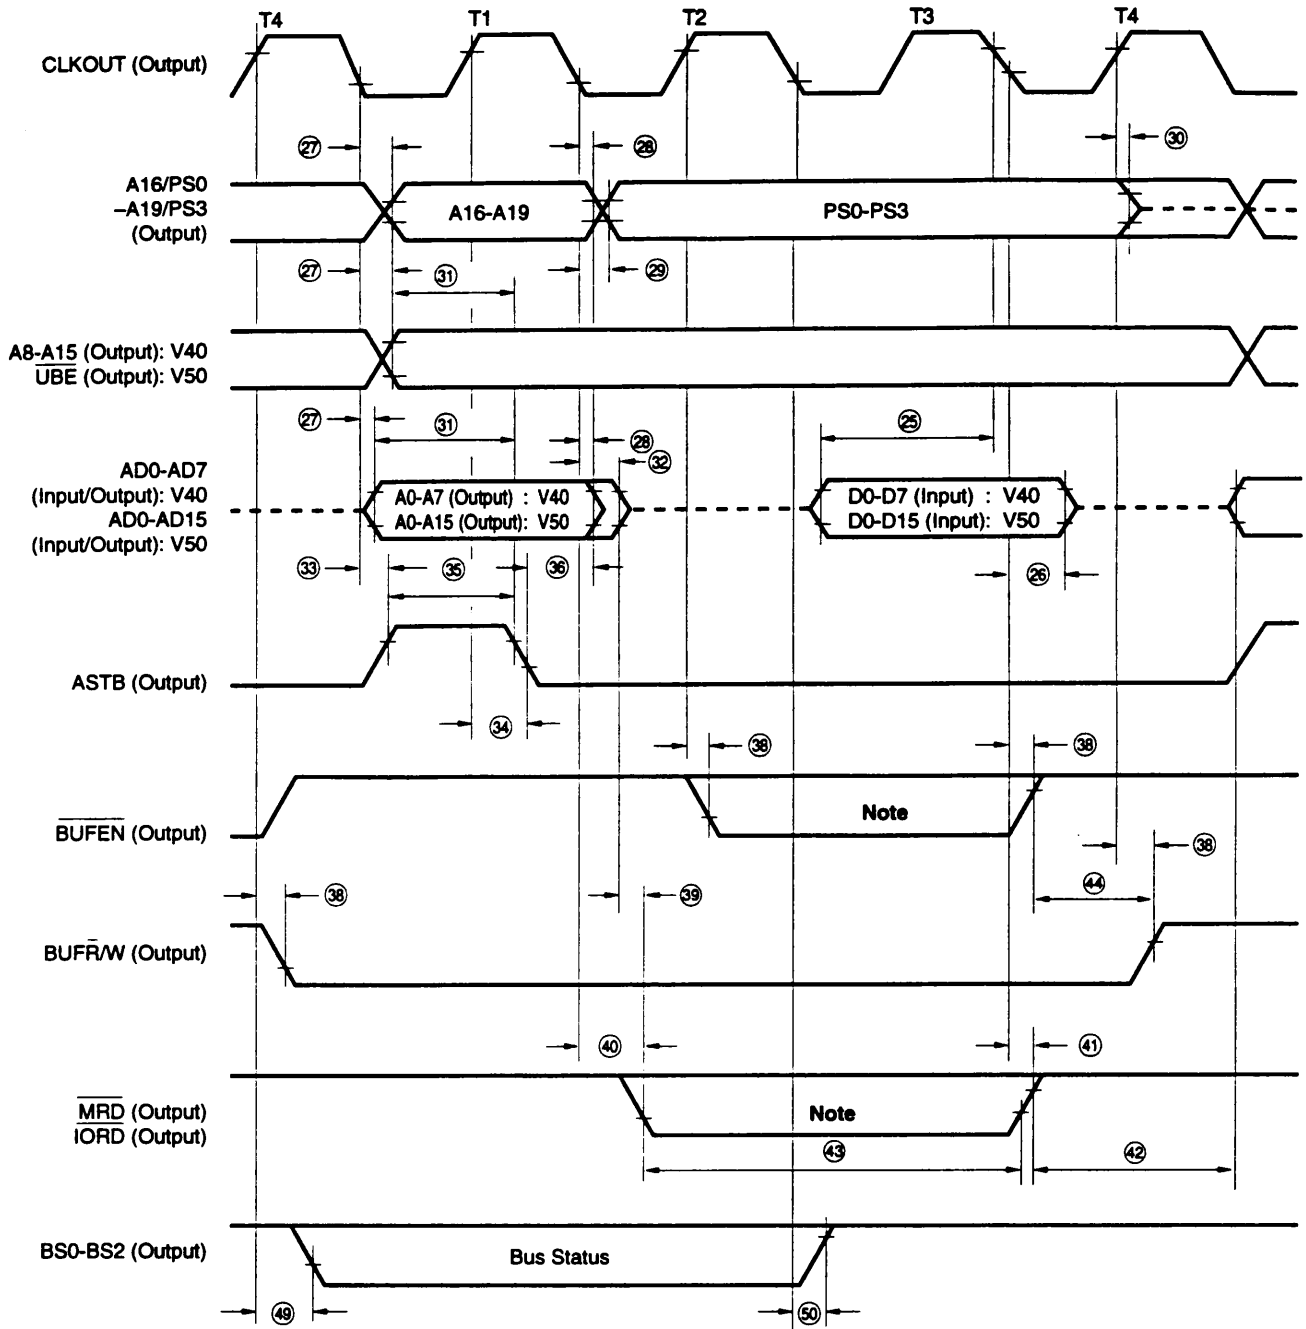 T4 T1 T2 T3 T4
CLKOUT (Output)
27 28 30
A16/PS0
–A19/PS3
(Output)
A16-A19 PS0-PS3
27 31 29
A8-A15 (Output): V40
UBE (Output): V50
27 31 28 25
32
AD0-AD7
(Input/Output): V40
AD0-AD15
(Input/Output): V50
A0-A7 (Output) : V40
A0-A15 (Output): V50
D0-D7 (Input) : V40
D0-D15 (Input): V50
33 35 36 26
ASTB (Output)
34 38 38
BUFEN (Output)
Note
38
38 39 44
BUFR/W (Output)
40 41
MRD (Output)
IORD (Output)
Note
43 42
BS0-BS2 (Output)
Bus Status
49 50